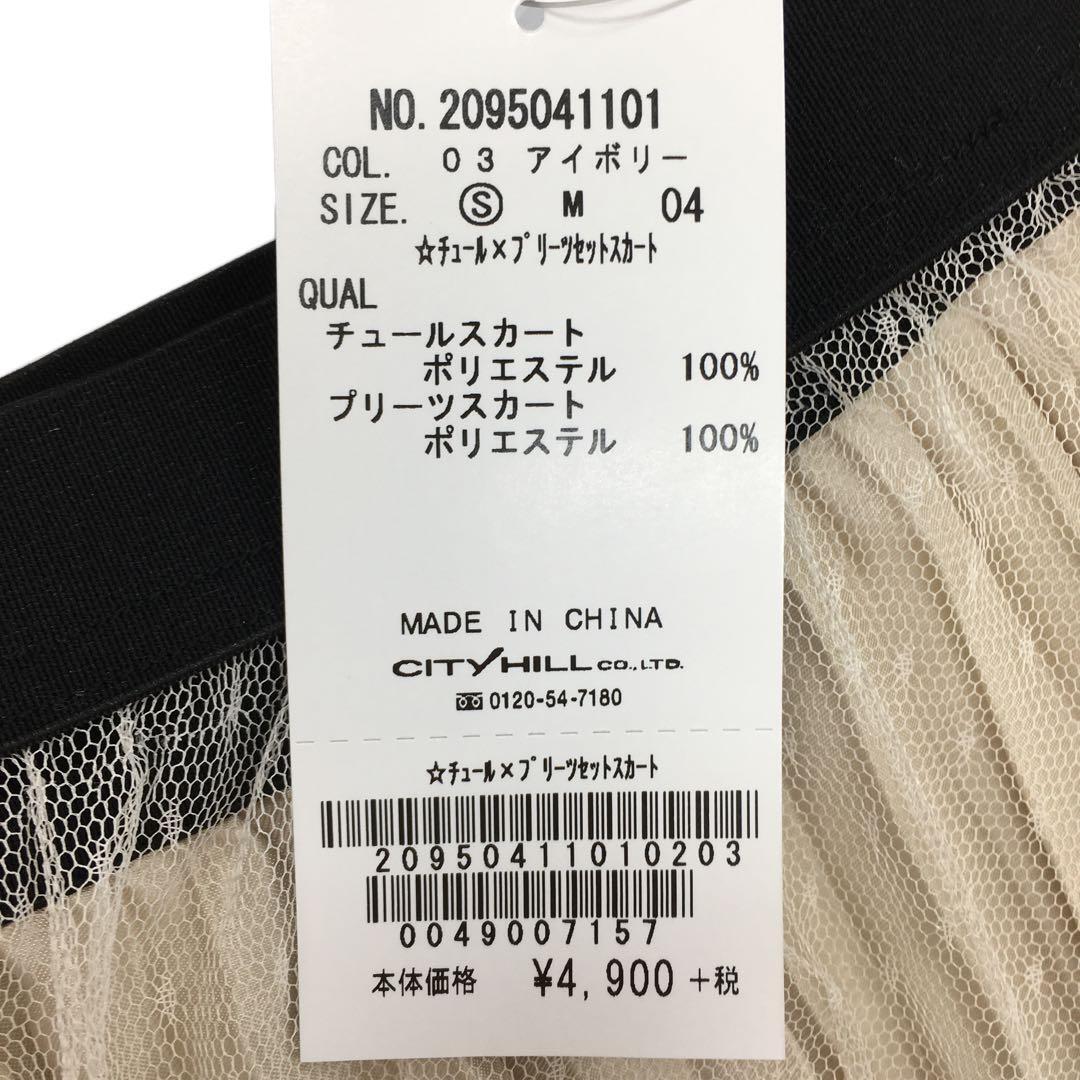 NO. 2095041101
COL. 03 アイボリー
SIZE. Ⓢ M 04
☆ﾁｭｰﾙ×ﾌﾟﾘｰﾂｾｯﾄｽｶｰﾄ
QUAL
チュールスカート
ポリエステル 100%
プリーツスカート
ポリエステル 100%
MADE IN CHINA
CITY HILL CO.,LTD.
0120-54-7180
☆ﾁｭｰﾙ×ﾌﾟﾘｰﾂｾｯﾄｽｶｰﾄ
20950411010203
0049007157
本体価格 ¥4,900 +税